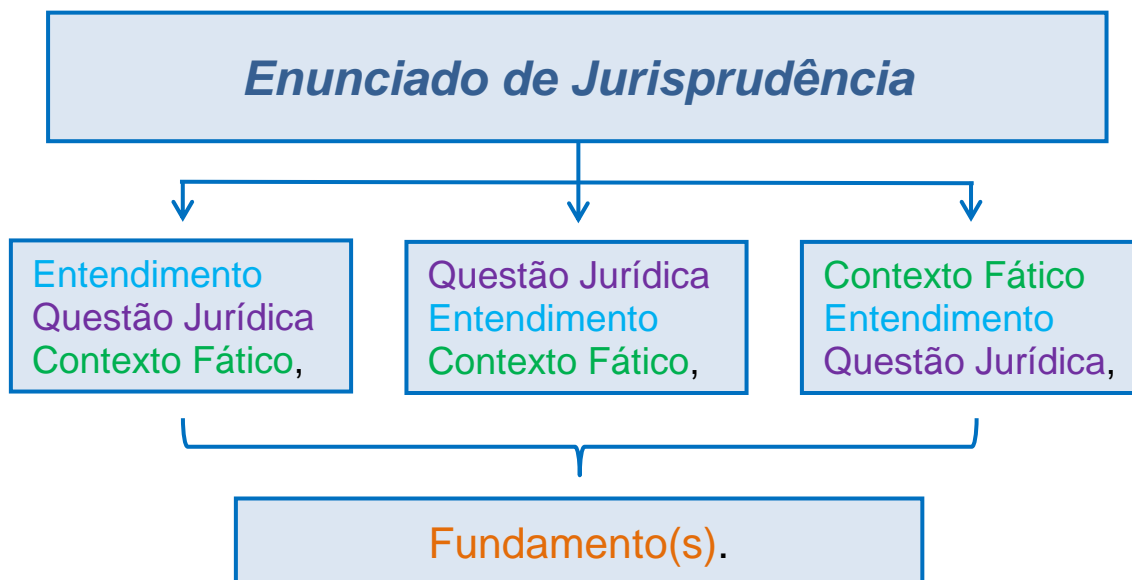 Enunciado de Jurisprudência
Entendimento
Questão Jurídica
Contexto Fático,
Questão Jurídica
Entendimento
Contexto Fático,
Contexto Fático
Entendimento
Questão Jurídica,
Fundamento(s).